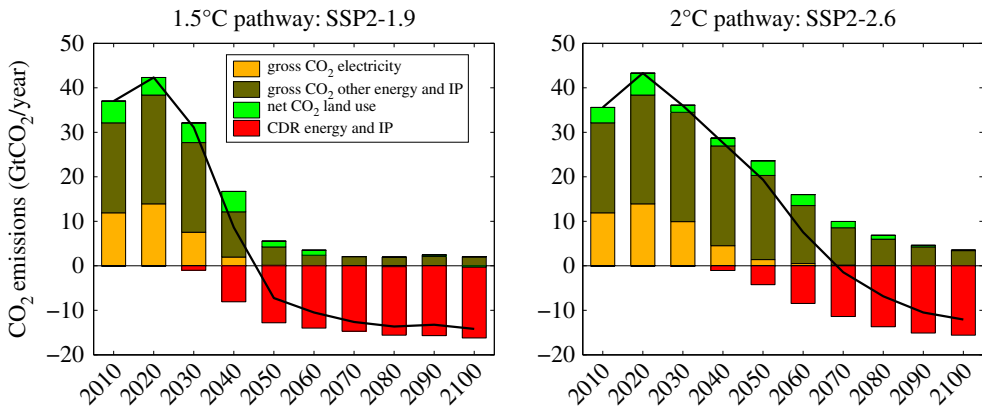 1.5°C pathway: SSP2-1.9
2°C pathway: SSP2-2.6
CO₂ emissions (GtCO₂/year)
50
40
30
20
10
0
−10
−20
gross CO₂ electricity
gross CO₂ other energy and IP
net CO₂ land use
CDR energy and IP
2010 2020 2030 2040 2050 2060 2070 2080 2090 2100
50
40
30
20
10
0
−10
−20
2010 2020 2030 2040 2050 2060 2070 2080 2090 2100